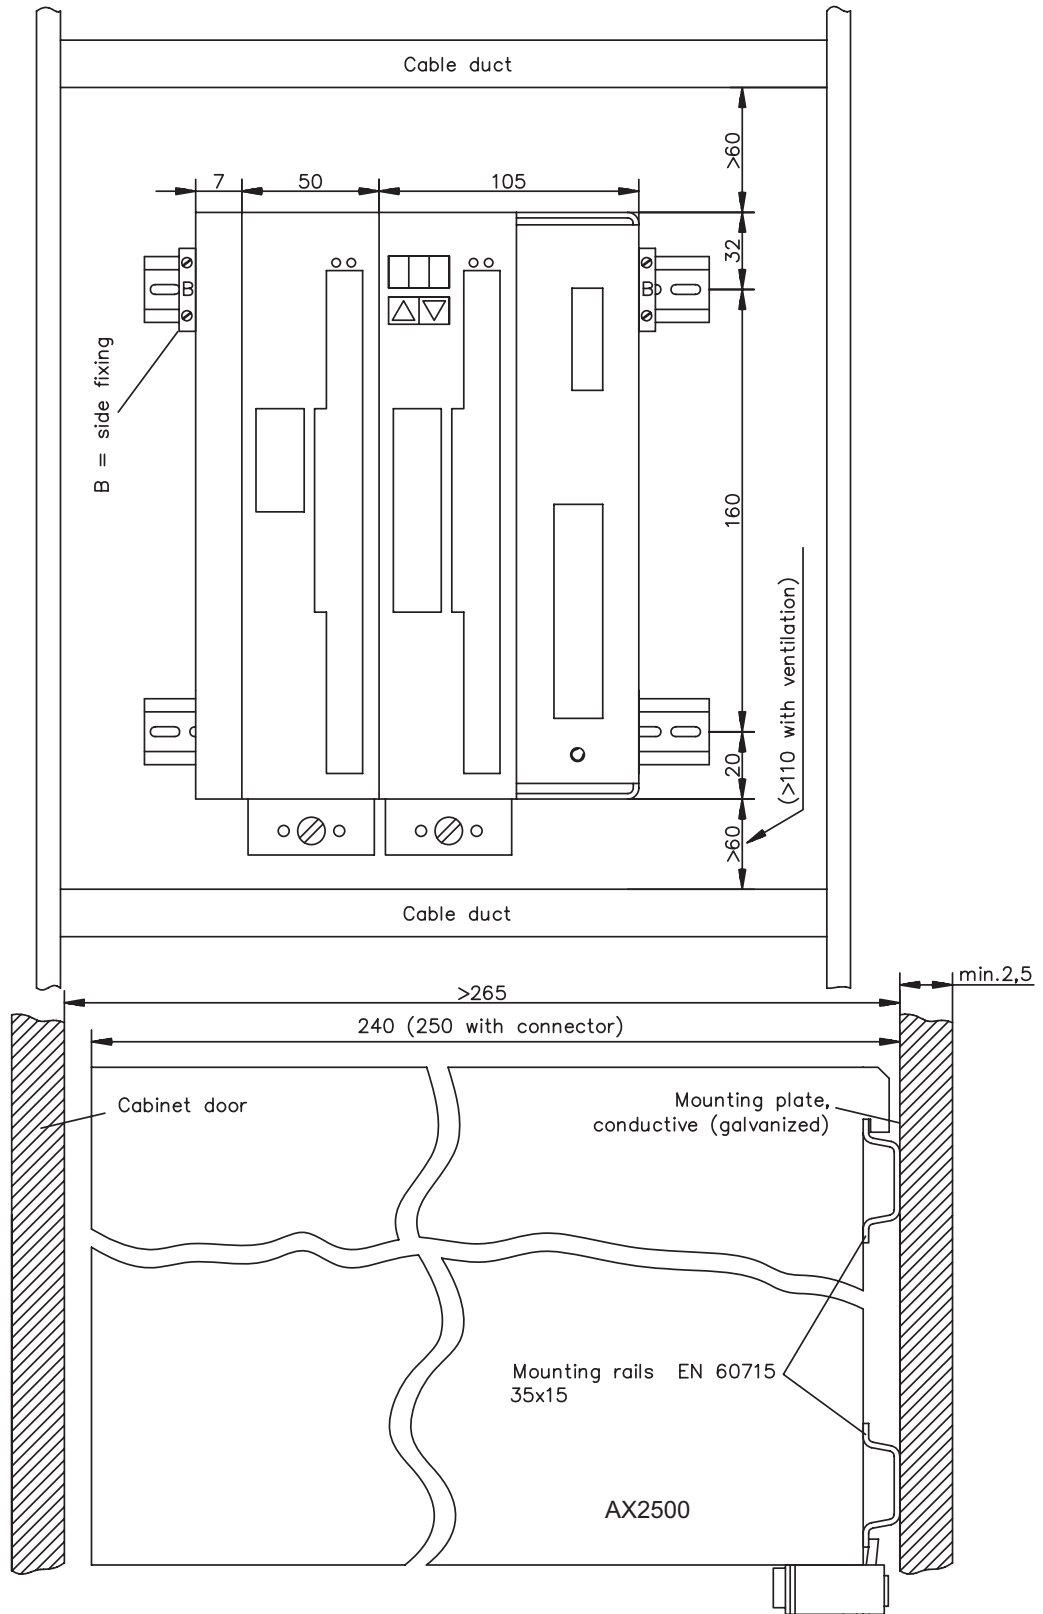 Cable duct
>60
7
50
105
32
B
B
B = side fixing
160
(>110 with ventilation)
20
>60
Cable duct
min.2,5
>265
240 (250 with connector)
Cabinet door
Mounting plate,
conductive (galvanized)
Mounting rails EN 60715
35x15
AX2500